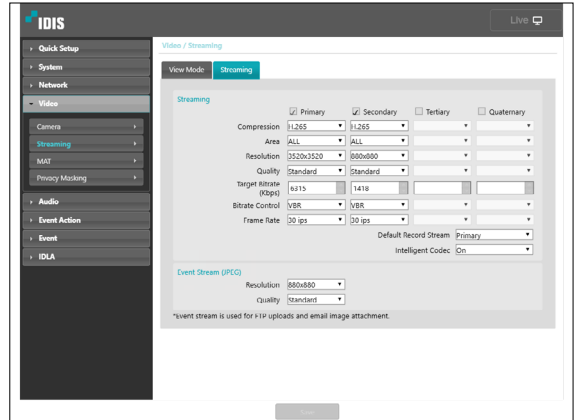 IDIS
Live
Quick Setup
System
Network
Video
Camera
Streaming
MAT
Privacy Masking
Audio
Event Action
Event
IDLA
Video / Streaming
View Mode Streaming
Streaming
Primary Secondary Tertiary Quaternary
Compression H.265 H.265
Area ALL ALL
Resolution 3520x3520 880x880
Quality Standard Standard
Target Bitrate
(Kbps) 6315 1418
Bitrate Control VBR VBR
Frame Rate 30 ips 30 ips
Default Record Stream Primary
Intelligent Codec On
Event Stream (JPEG)
Resolution 880x880
Quality Standard
*Event stream is used for FTP uploads and email image attachment.